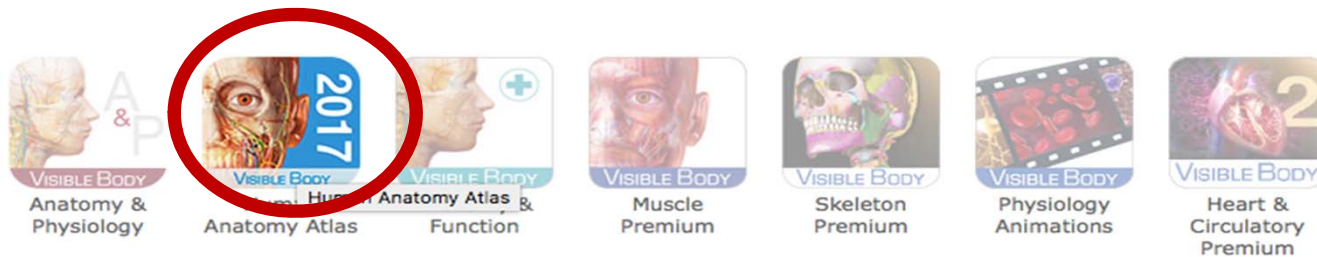 A
&
P
2017
2
VISIBLE BODY
VISIBLE BODY
VISIBLE BODY
VISIBLE BODY
VISIBLE BODY
VISIBLE BODY
VISIBLE BODY
Anatomy &
Physiology
Human Anatomy Atlas
Anatomy Atlas
&
Function
Muscle
Premium
Skeleton
Premium
Physiology
Animations
Heart &
Circulatory
Premium